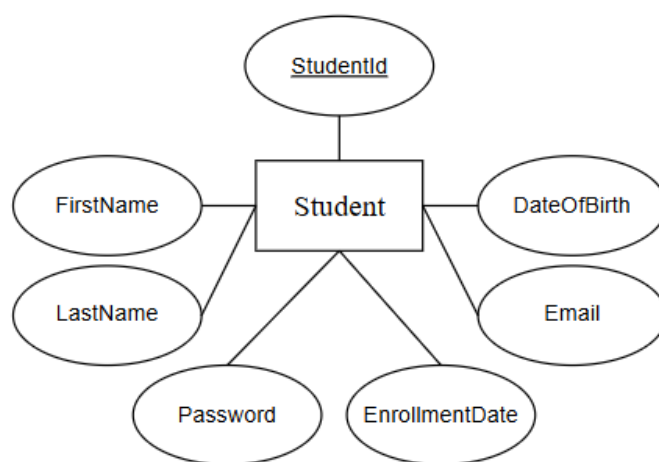 StudentId
FirstName
Student
DateOfBirth
LastName
Email
Password
EnrollmentDate